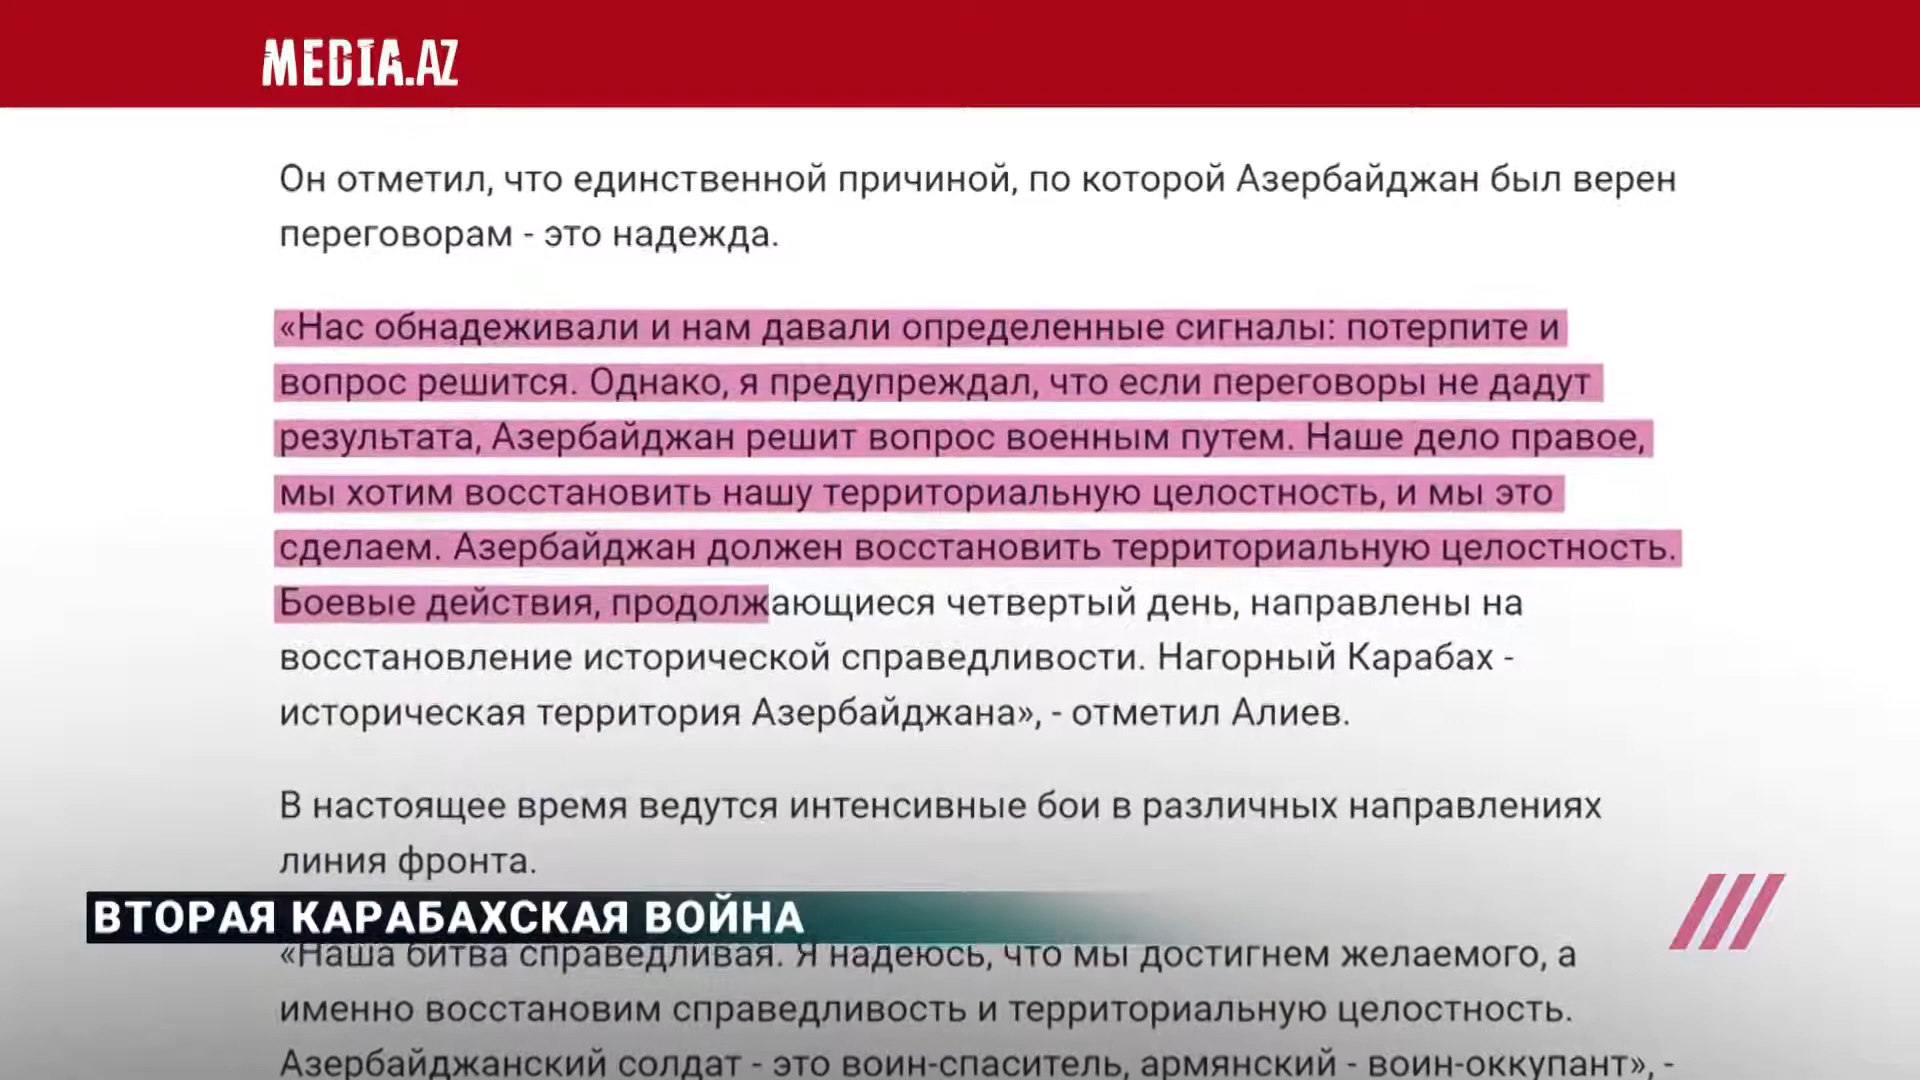 MEDIA.AZ
Он отметил, что единственной причиной, по которой Азербайджан был верен
переговорам - это надежда.
«Нас обнадеживали и нам давали определенные сигналы: потерпите и
вопрос решится. Однако, я предупреждал, что если переговоры не дадут
результата, Азербайджан решит вопрос военным путем. Наше дело правое,
мы хотим восстановить нашу территориальную целостность, и мы это
сделаем. Азербайджан должен восстановить территориальную целостность.
Боевые действия, продолжающиеся четвертый день, направлены на
восстановление исторической справедливости. Нагорный Карабах -
историческая территория Азербайджана», - отметил Алиев.
В настоящее время ведутся интенсивные бои в различных направлениях
линия фронта.
ВТОРАЯ КАРАБАХСКАЯ ВОЙНА
«Наша битва справедливая. Я надеюсь, что мы достигнем желаемого, а
именно восстановим справедливость и территориальную целостность.
Азербайджанский солдат - это воин-спаситель, армянский - воин-оккупант», -